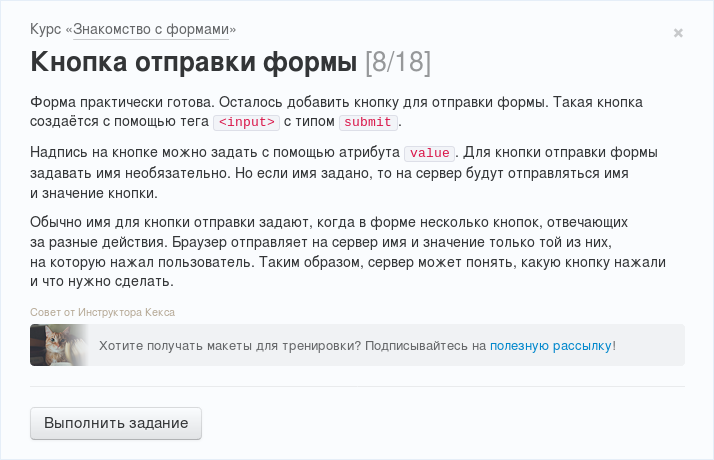 Курс «Знакомство с формами»
×
Кнопка отправки формы [8/18]
Форма практически готова. Осталось добавить кнопку для отправки формы. Такая кнопка
создаётся с помощью тега <input> с типом submit.
Надпись на кнопке можно задать с помощью атрибута value. Для кнопки отправки формы
задавать имя необязательно. Но если имя задано, то на сервер будут отправляться имя
и значение кнопки.
Обычно имя для кнопки отправки задают, когда в форме несколько кнопок, отвечающих
за разные действия. Браузер отправляет на сервер имя и значение только той из них,
на которую нажал пользователь. Таким образом, сервер может понять, какую кнопку нажали
и что нужно сделать.
Совет от Инструктора Кекса
Хотите получать макеты для тренировки? Подписывайтесь на полезную рассылку!
Выполнить задание